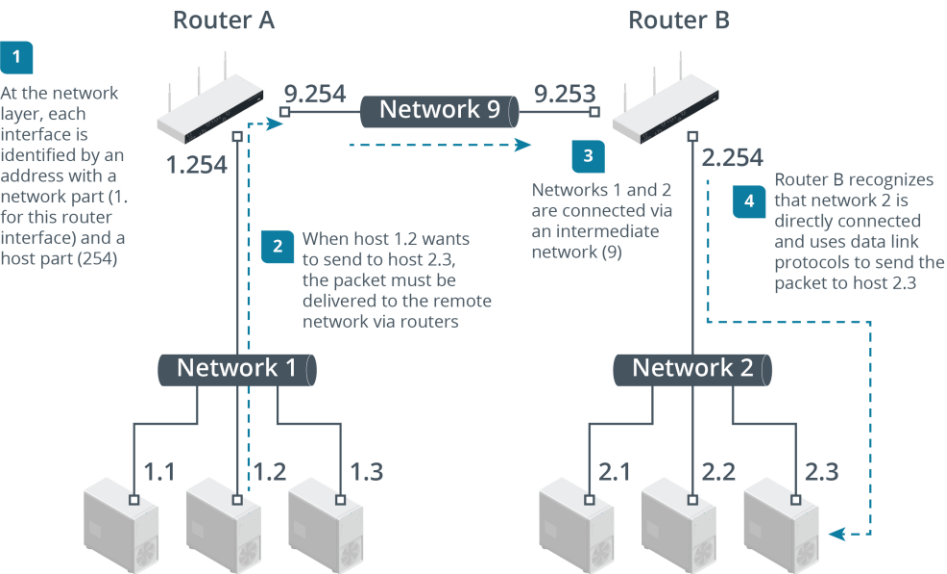 Router A
Router B
1
At the network
layer, each
interface is
identified by an
address with a
network part (1.
for this router
interface) and a
host part (254)
9.254
Network 9
9.253
1.254
2.254
3
Networks 1 and 2
are connected via
an intermediate
network (9)
4
Router B recognizes
that network 2 is
directly connected
and uses data link
protocols to send the
packet to host 2.3
2
When host 1.2 wants
to send to host 2.3,
the packet must be
delivered to the remote
network via routers
Network 1
Network 2
1.1
1.2
1.3
2.1
2.2
2.3